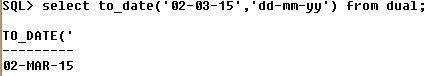 SQL> select to_date('02-03-15','dd-mm-yy') from dual;
TO_DATE('
---------
02-MAR-15